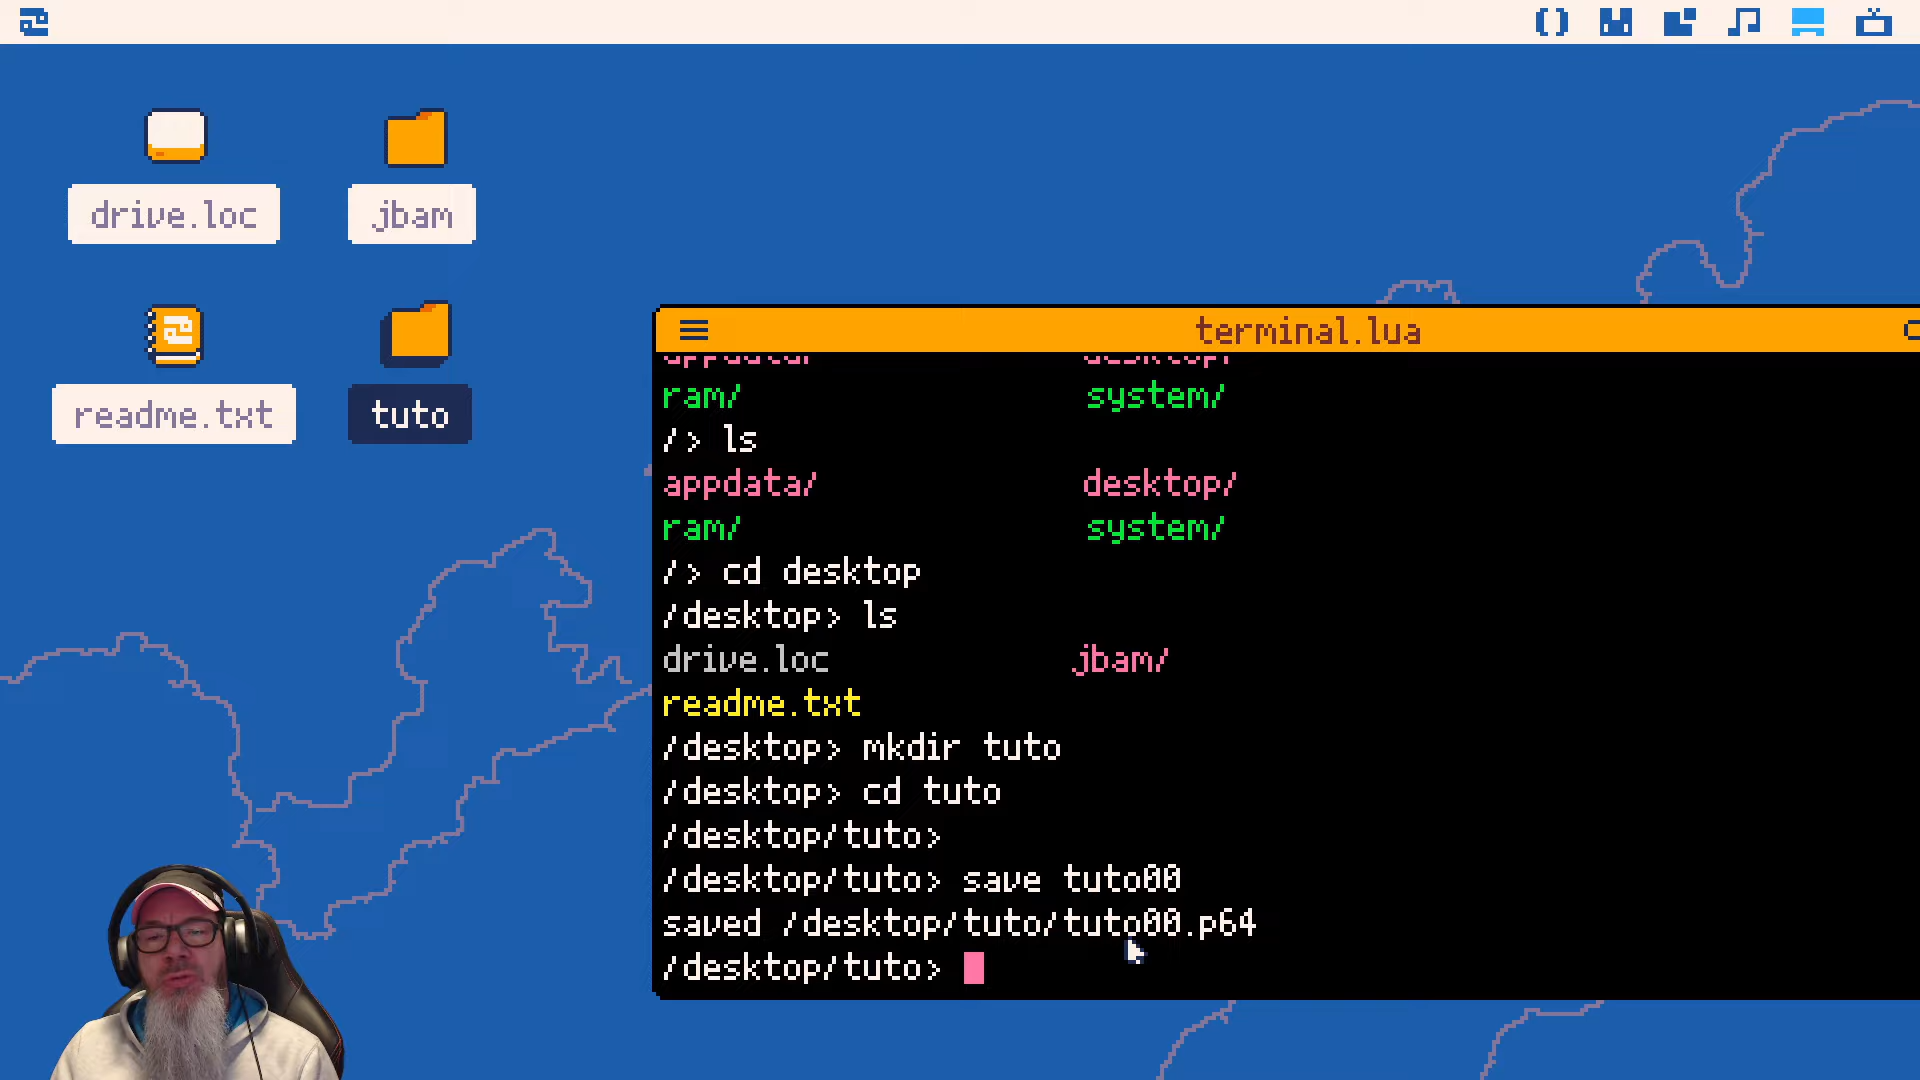 drive.loc
jbam
readme.txt
tuto
terminal.lua
appdata/ desktop/
ram/ system/
/> ls
appdata/ desktop/
ram/ system/
/> cd desktop
/desktop> ls
drive.loc jbam/
readme.txt
/desktop> mkdir tuto
/desktop> cd tuto
/desktop/tuto>
/desktop/tuto> save tuto00
saved /desktop/tuto/tuto00.p64
/desktop/tuto>